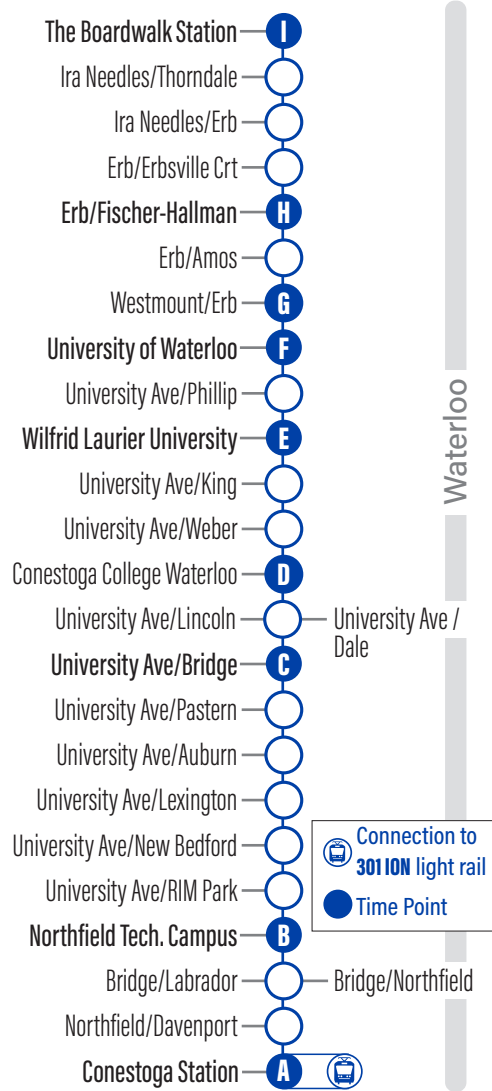 The Boardwalk Station I
Ira Needles/Thorndale
Ira Needles/Erb
Erb/Erbsville Crt
Erb/Fischer-Hallman H
Erb/Amos
Westmount/Erb G
University of Waterloo F
University Ave/Phillip
Wilfrid Laurier University E
University Ave/King
University Ave/Weber
Conestoga College Waterloo D
University Ave/Lincoln
University Ave /
Dale
University Ave/Bridge C
University Ave/Pastern
University Ave/Auburn
University Ave/Lexington
University Ave/New Bedford
University Ave/RIM Park
Northfield Tech. Campus B
Bridge/Labrador
Bridge/Northfield
Northfield/Davenport
Conestoga Station A
Waterloo
Connection to
301 ION light rail
Time Point